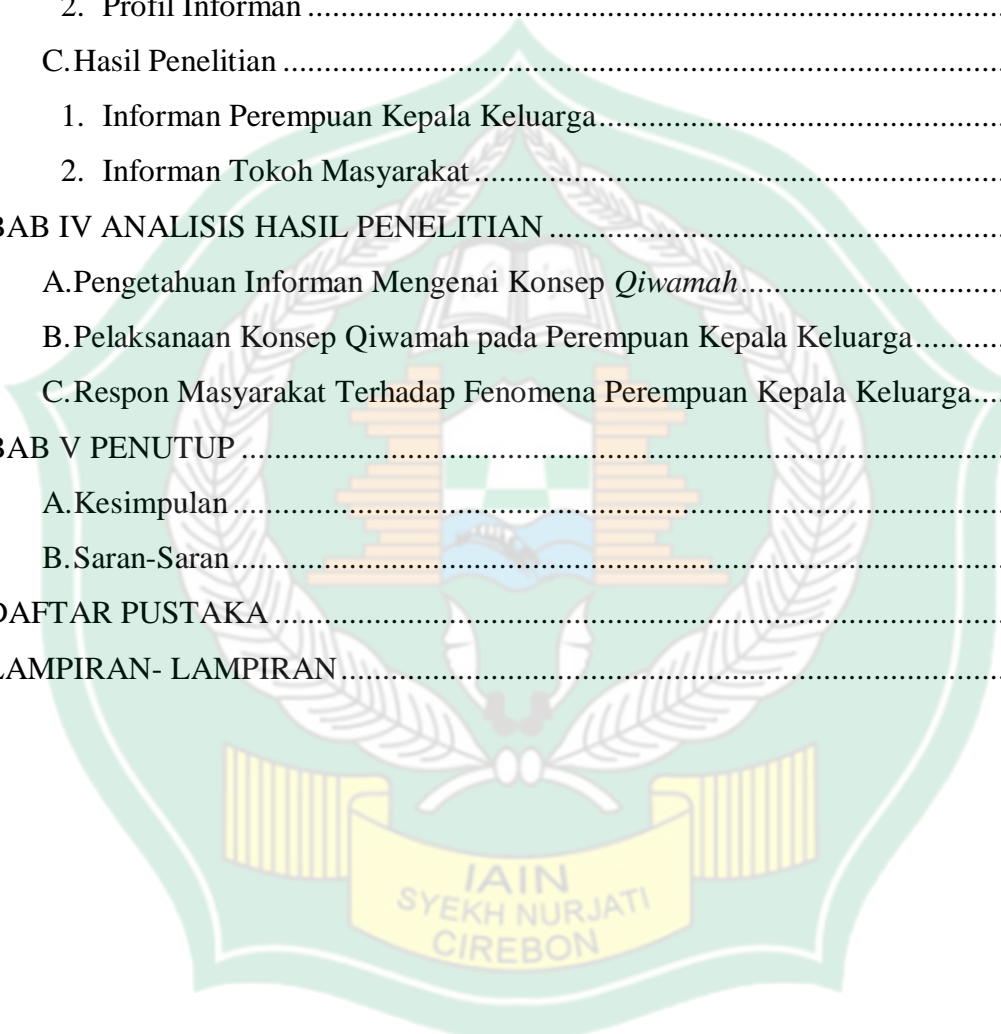 2. Profil Informan ................................................................
C.Hasil Penelitian ................................................................
1. Informan Perempuan Kepala Keluarga................................................
2. Informan Tokoh Masyarakat ................................................
BAB IV ANALISIS HASIL PENELITIAN ................................................
A.Pengetahuan Informan Mengenai Konsep Qiwamah................................
B.Pelaksanaan Konsep Qiwamah pada Perempuan Kepala Keluarga...........
C.Respon Masyarakat Terhadap Fenomena Perempuan Kepala Keluarga....
BAB V PENUTUP ................................................................
A.Kesimpulan ................................................................
B.Saran-Saran ................................................................
DAFTAR PUSTAKA ................................................................
LAMPIRAN- LAMPIRAN................................................................
IAIN
SYEKH NURJATI
CIREBON